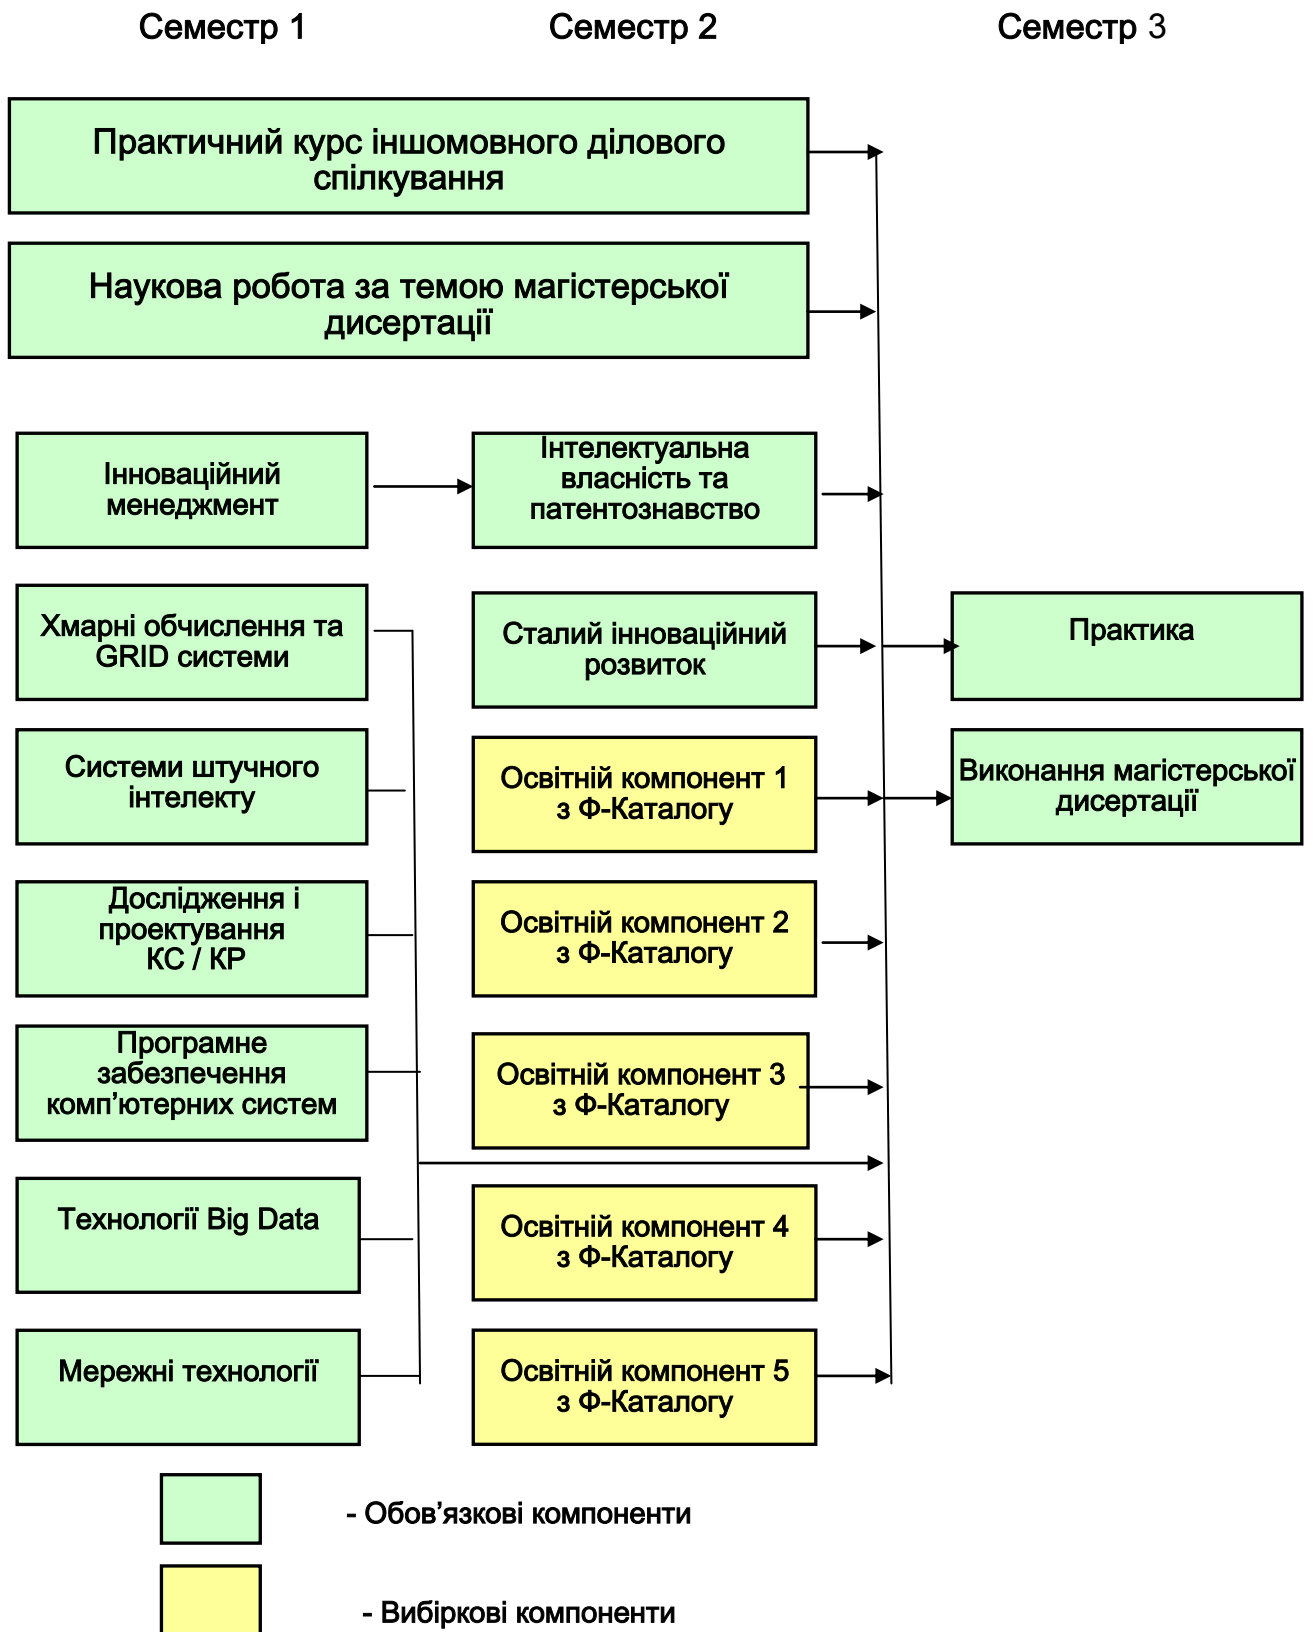 Семестр 1
Семестр 2
Семестр 3
Практичний курс іншомовного ділового
спілкування
Наукова робота за темою магістерської
дисертації
Інноваційний
менеджмент
Інтелектуальна
власність та
патентознавство
Хмарні обчислення та
GRID системи
Сталий інноваційний
розвиток
Практика
Системи штучного
інтелекту
Освітній компонент 1
з Ф-Каталогу
Виконання магістерської
дисертації
Дослідження і
проектування
КС / КР
Освітній компонент 2
з Ф-Каталогу
Програмне
забезпечення
комп’ютерних систем
Освітній компонент 3
з Ф-Каталогу
Технології Big Data
Освітній компонент 4
з Ф-Каталогу
Мережні технології
Освітній компонент 5
з Ф-Каталогу
- Обов’язкові компоненти
- Вибіркові компоненти